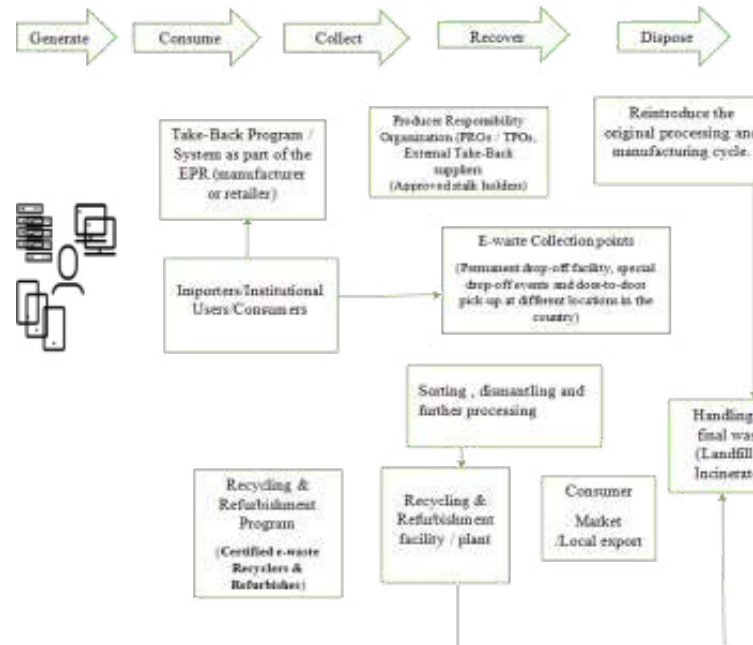 Generate
Consume
Collect
Recover
Dispose
Take-Back Program /
System as part of the
EPR (manufacturer
or retailer)
Producer Responsibility
Organization (PROs / TPOs,
External Take-Back
suppliers
(Approved stalk holders)
Reintroduce the
original processing and
manufacturing cycle.
Importers/Institutional
Users/Consumers
E-waste Collection points
(Permanent drop-off facility, special
drop-off events and door-to-door
pick up at different locations in the
country)
Sorting , dismantling and
further processing
Handling
final was
(Landfill
Incinerat
Recycling &
Refurbishment
Program
(Certified e-waste
Recyclers &
Refurbishes)
Recycling &
Refurbishment
facility / plant
Consumer
Market
/Local export